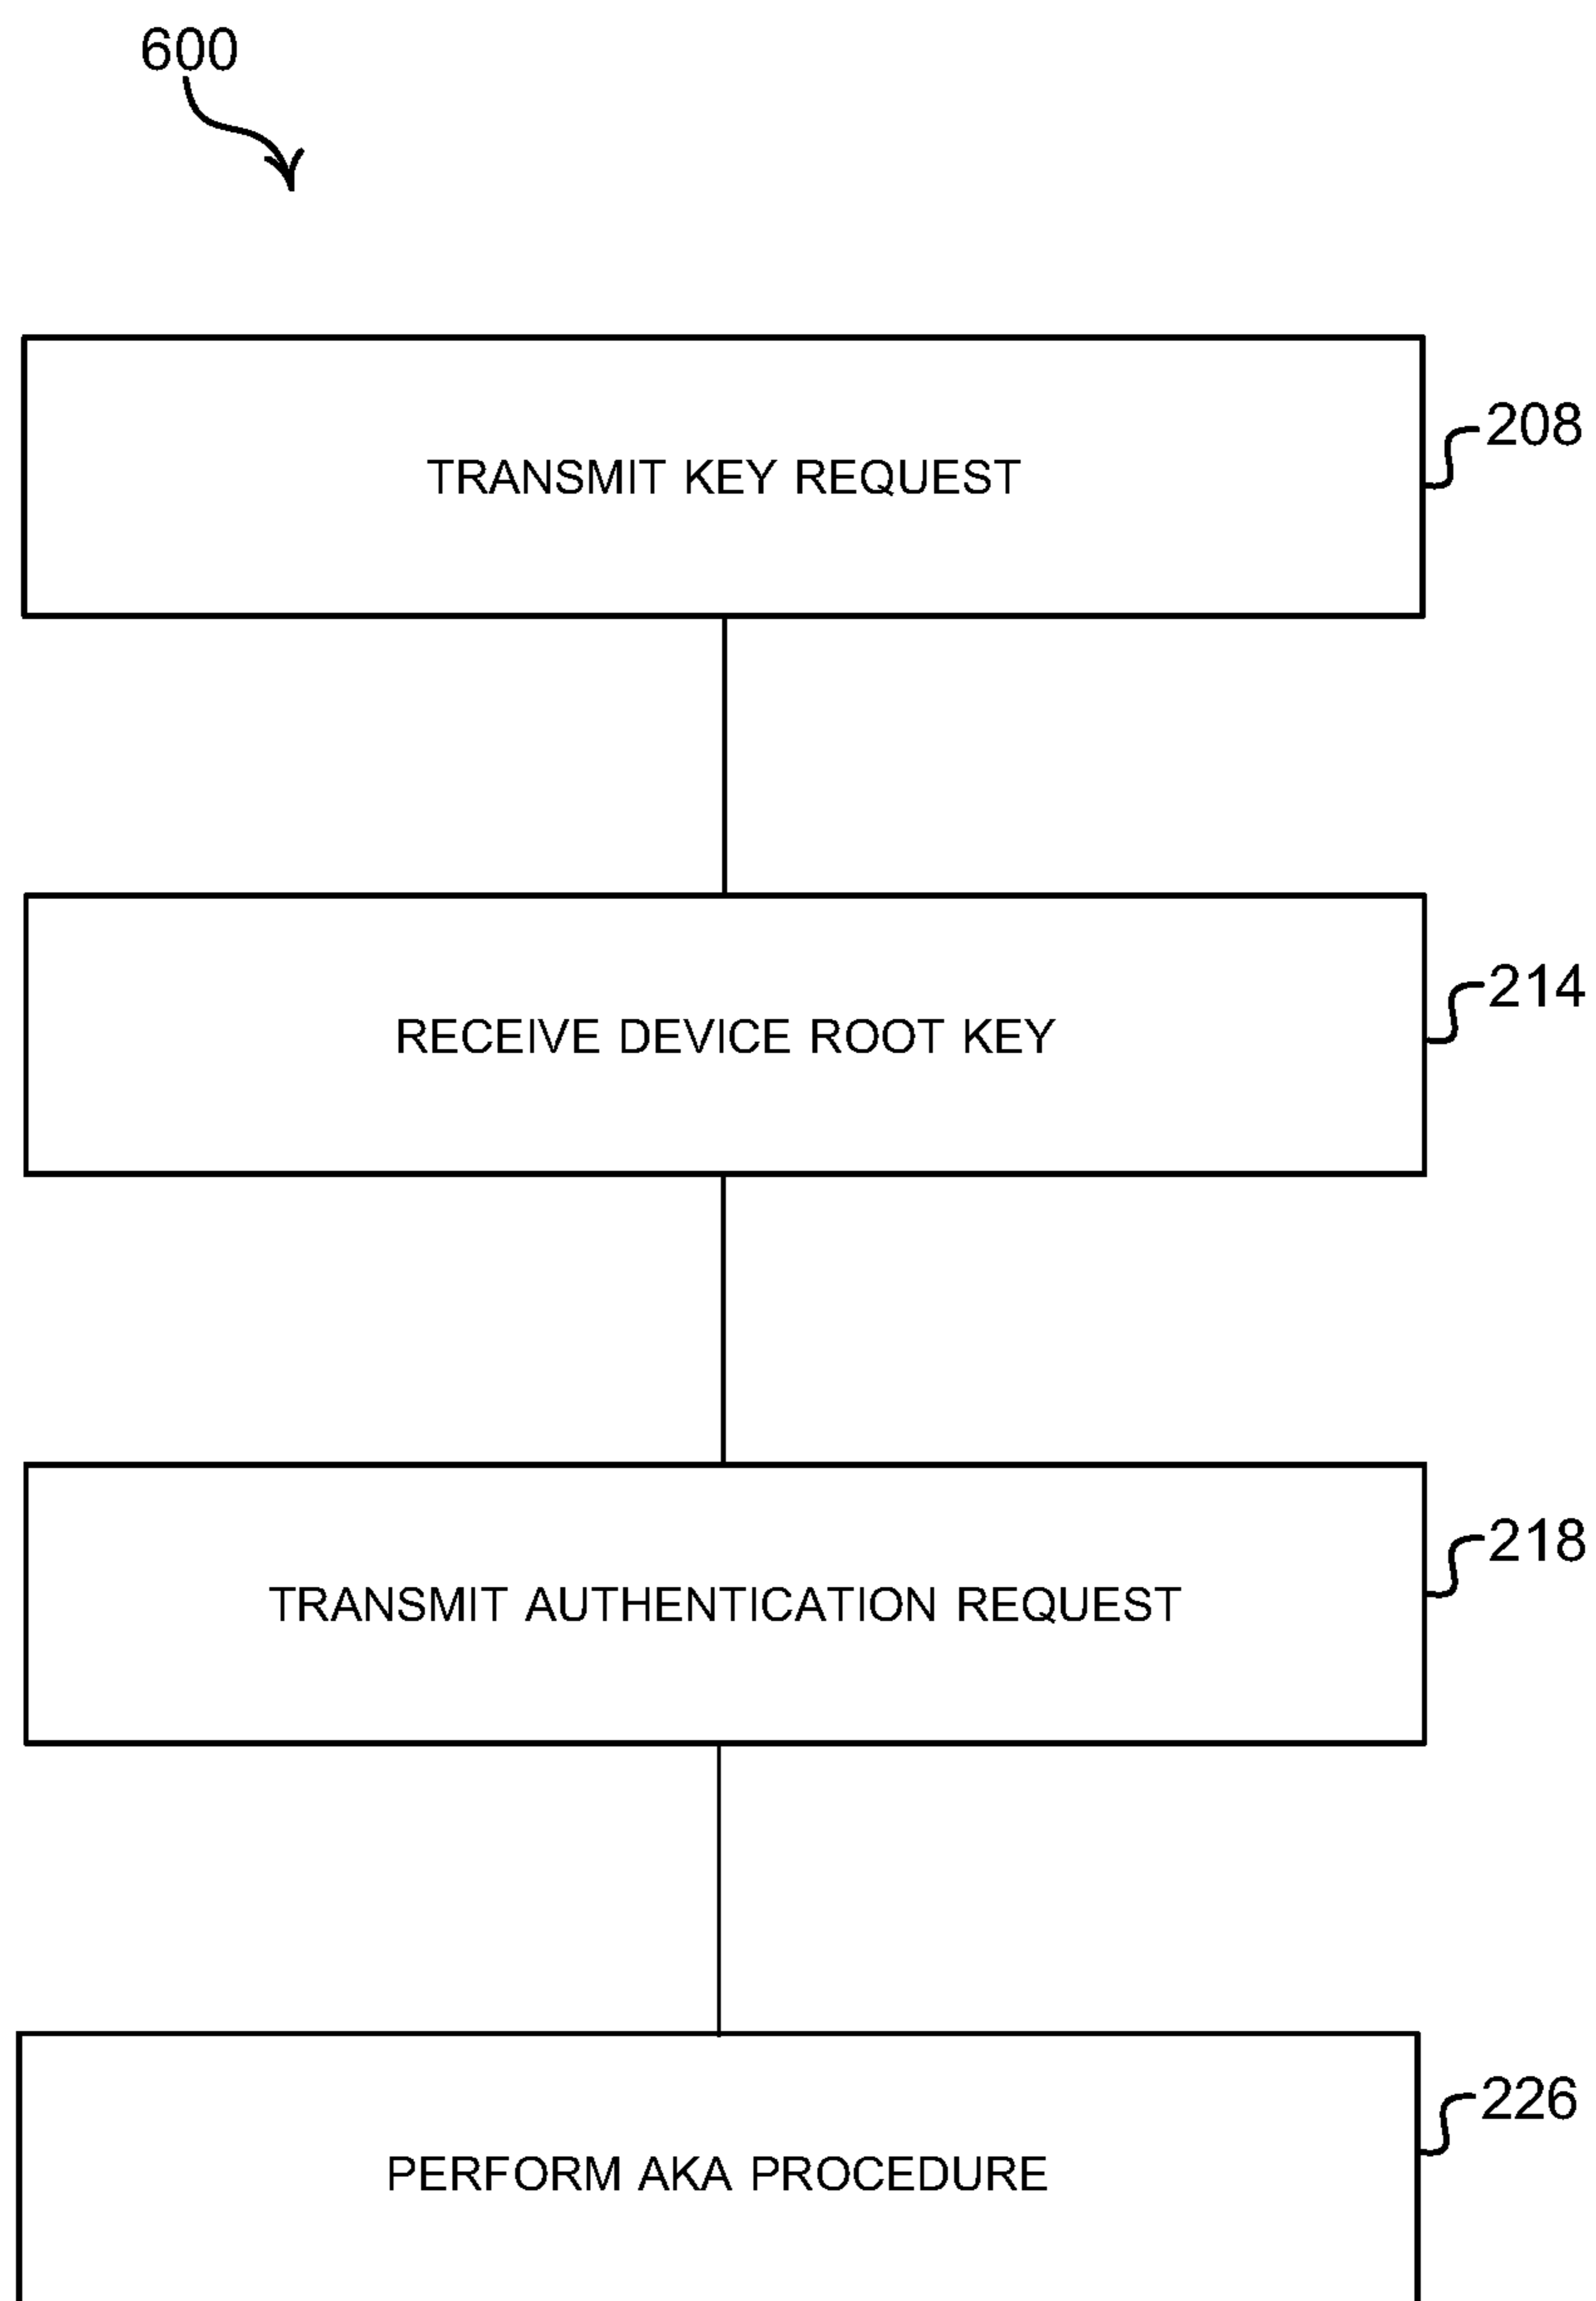 600
TRANSMIT KEY REQUEST
208
RECEIVE DEVICE ROOT KEY
214
TRANSMIT AUTHENTICATION REQUEST
218
PERFORM AKA PROCEDURE
226